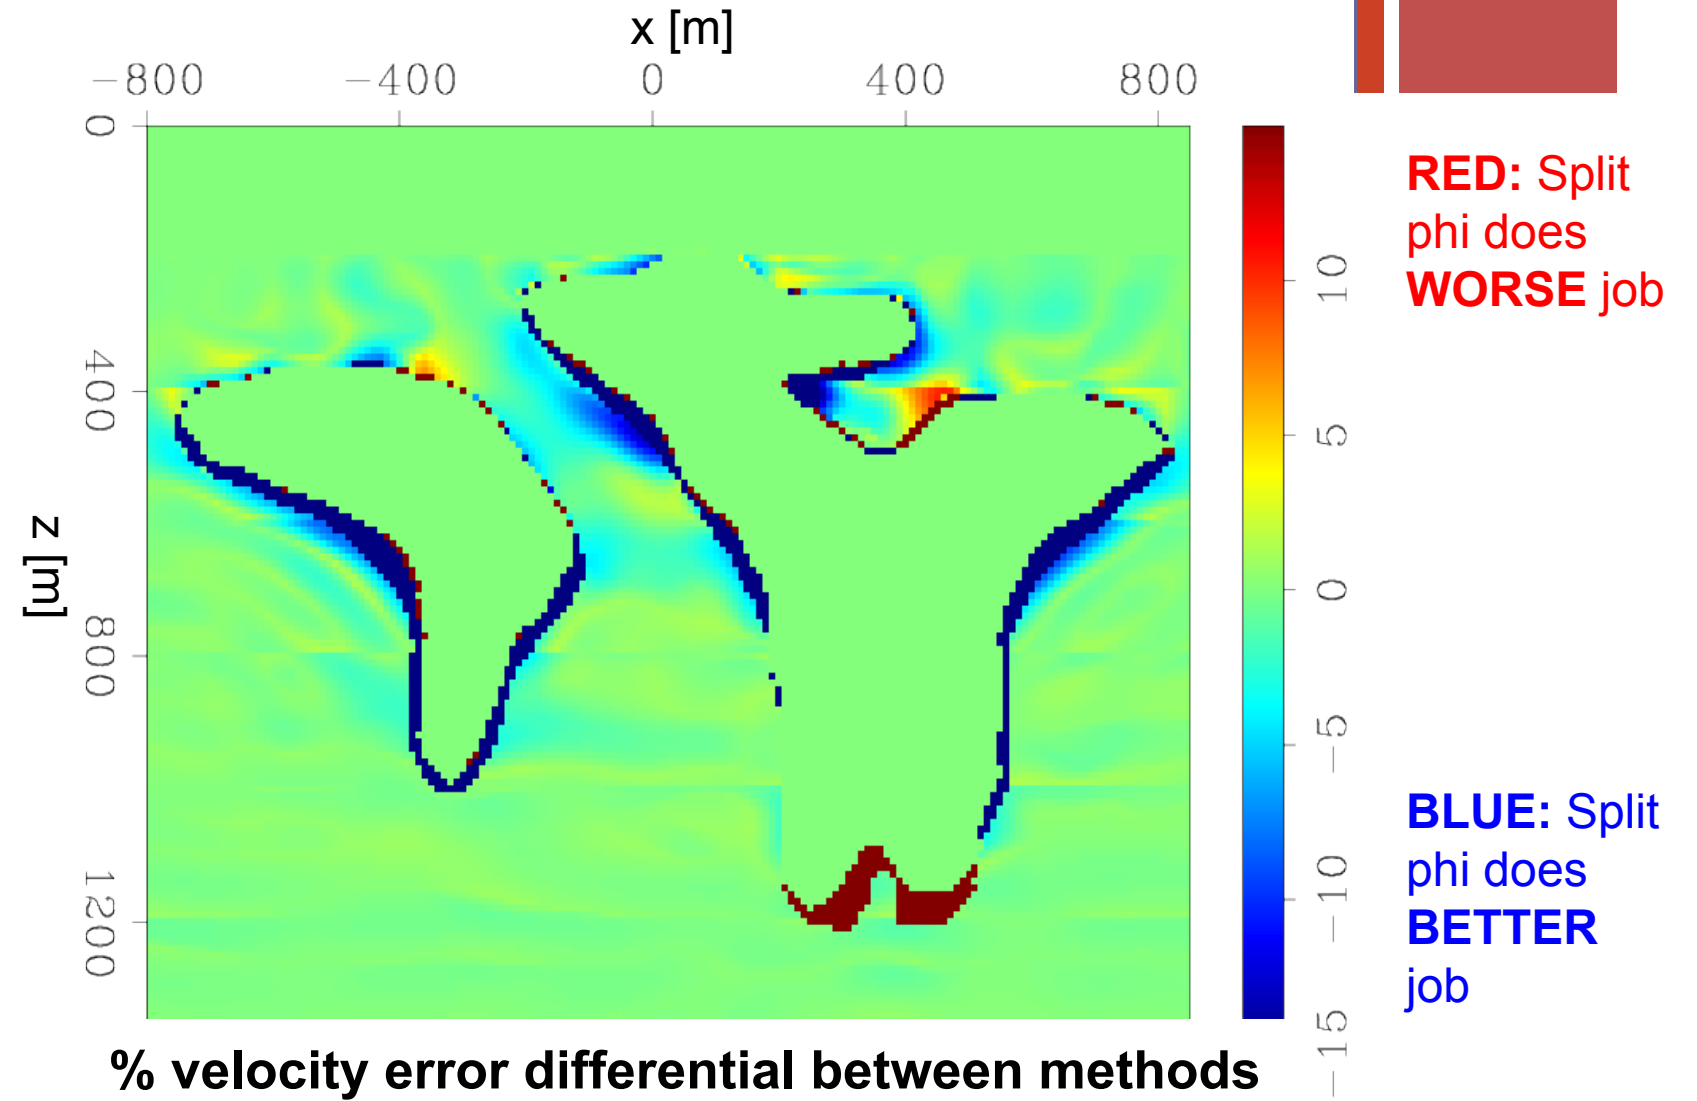 x [m]
−800 −400 0 400 800
0
400
800
1200
z [m]
10
5
0
−5
−10
−15
RED: Split
phi does
WORSE job
BLUE: Split
phi does
BETTER
job
% velocity error differential between methods